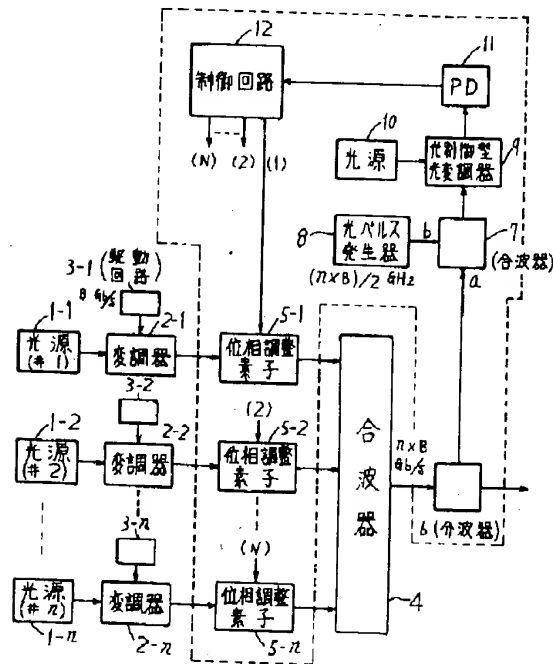 12
制御回路
11
PD
10
光源
光制御型
光変調器
9
(N)
(2)
(1)
8
光パルス
発生器
b
7
(合波器)
(n×B)/2 GHz
a
3-1
(駆動
回路)
B Gb/s
2-1
5-1
1-1
光源
(#1)
変調器
位相調整
素子
3-2
(2)
1-2
2-2
5-2
光源
(#2)
変調器
位相調整
素子
合
波
器
n×B
Gb/s
3-n
(N)
6(分波器)
光源
(#n)
変調器
位相調整
素子
4
1-n
2-n
5-n